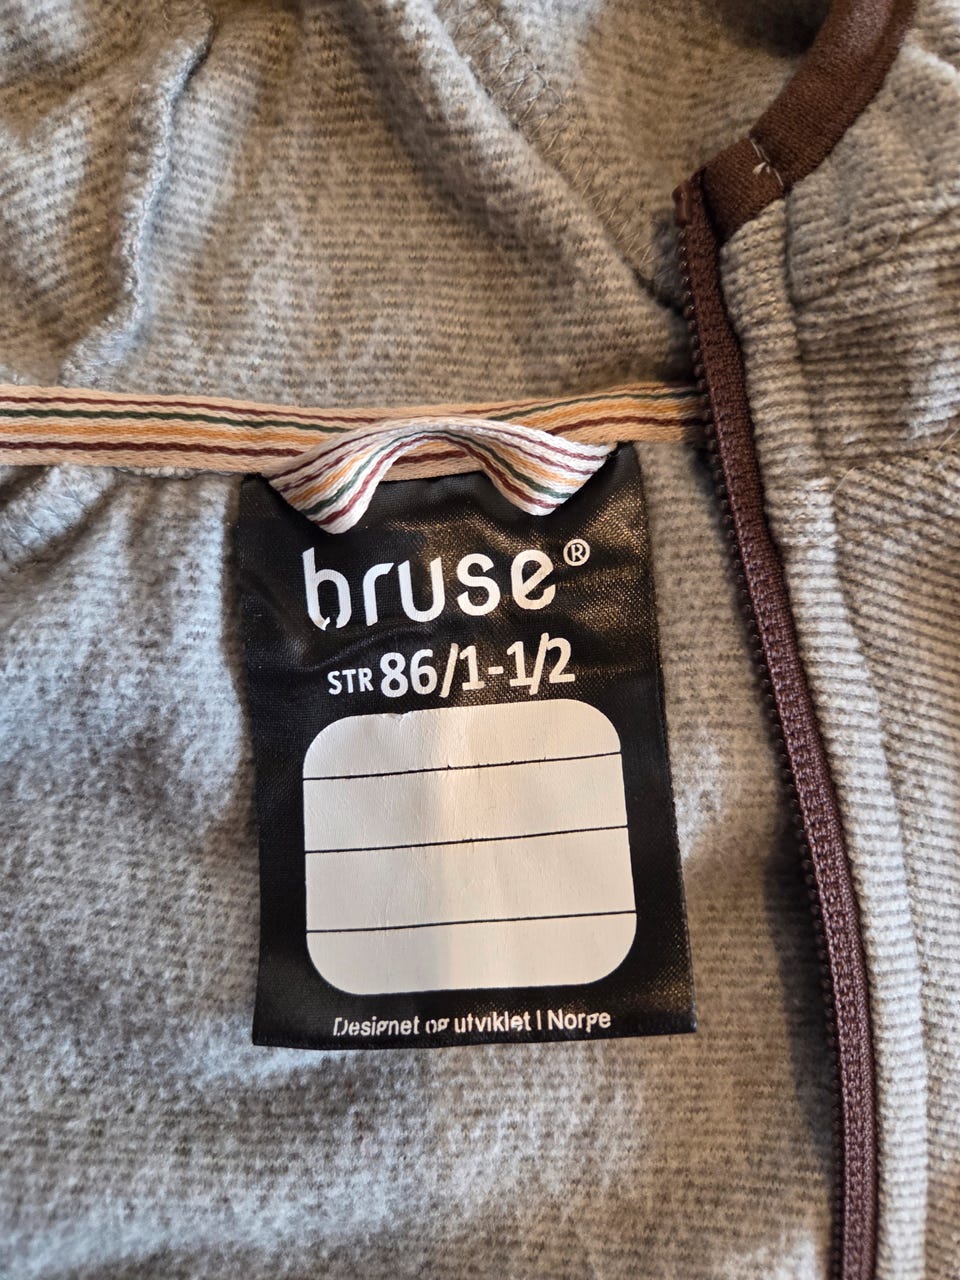 bruse®
STR 86/1-1/2
Designet og utviklet I Norge